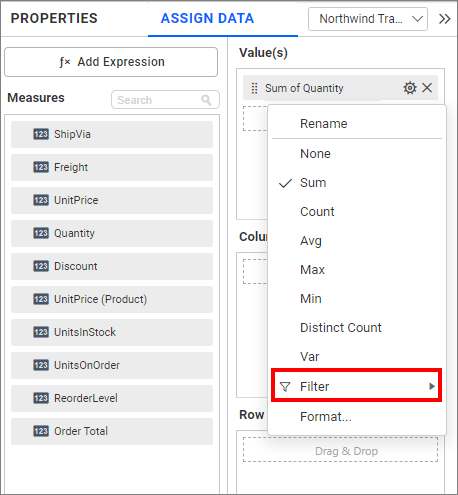 PROPERTIES
ASSIGN DATA
Northwind Tra...
ƒx Add Expression
Measures
Search
123 ShipVia
123 Freight
123 UnitPrice
123 Quantity
123 Discount
123 UnitPrice (Product)
123 UnitsInStock
123 UnitsOnOrder
123 ReorderLevel
123 Order Total
Value(s)
Sum of Quantity
Rename
None
Sum
Count
Avg
Max
Min
Distinct Count
Var
Filter
Format...
Colu
Row
Drag & Drop